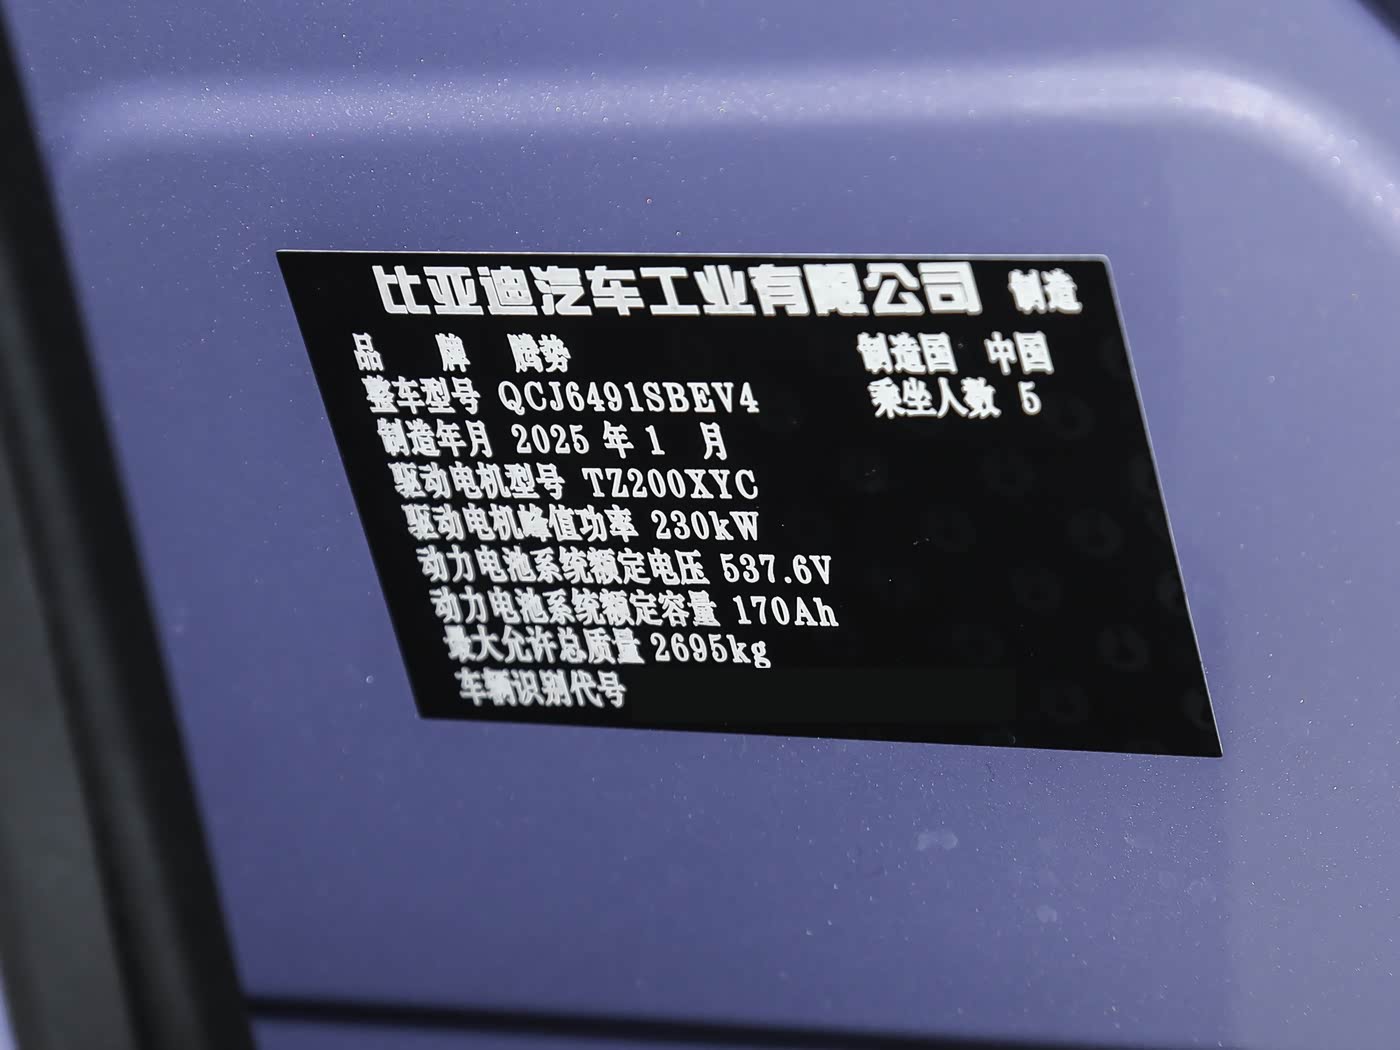 比亚迪汽车工业有限公司 制造
品 牌 腾势 制造国 中国
整车型号 QCJ6491SBEV4 乘坐人数 5
制造年月 2025 年 1 月
驱动电机型号 TZ200XYC
驱动电机峰值功率 230kW
动力电池系统额定电压 537.6V
动力电池系统额定容量 170Ah
最大允许总质量 2695kg
车辆识别代号